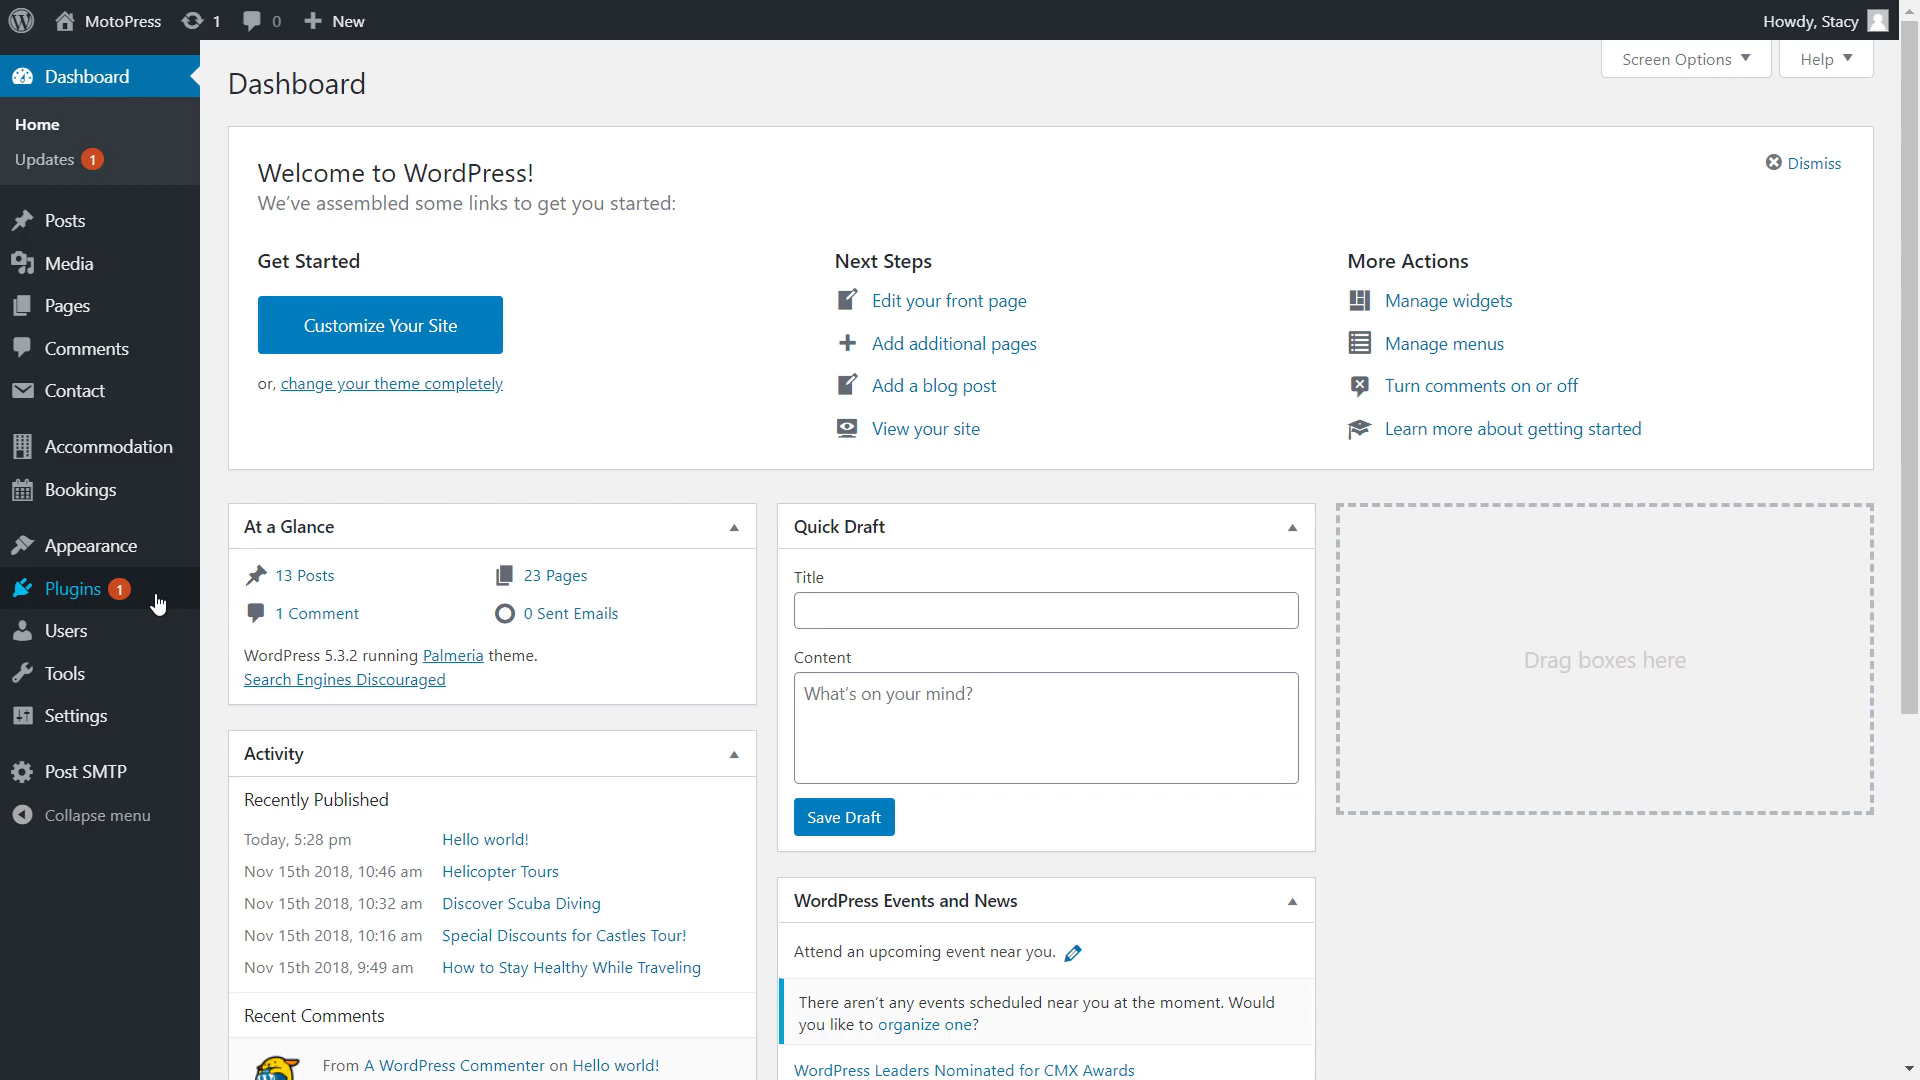 MotoPress 1 0 New
Howdy, Stacy
Dashboard
Home
Updates 1
Posts
Media
Pages
Comments
Contact
Accommodation
Bookings
Appearance
Plugins 1
Users
Tools
Settings
Post SMTP
Collapse menu
Screen Options
Help
Dashboard
Welcome to WordPress!
We've assembled some links to get you started:
Dismiss
Get Started
Customize Your Site
or, change your theme completely
Next Steps
Edit your front page
Add additional pages
Add a blog post
View your site
More Actions
Manage widgets
Manage menus
Turn comments on or off
Learn more about getting started
At a Glance
13 Posts
23 Pages
1 Comment
0 Sent Emails
WordPress 5.3.2 running Palmeria theme.
Search Engines Discouraged
Activity
Recently Published
Today, 5:28 pm Hello world!
Nov 15th 2018, 10:46 am Helicopter Tours
Nov 15th 2018, 10:32 am Discover Scuba Diving
Nov 15th 2018, 10:16 am Special Discounts for Castles Tour!
Nov 15th 2018, 9:49 am How to Stay Healthy While Traveling
Recent Comments
From A WordPress Commenter on Hello world!
Quick Draft
Title
Content
What's on your mind?
Save Draft
WordPress Events and News
Attend an upcoming event near you.
There aren't any events scheduled near you at the moment. Would
you like to organize one?
WordPress Leaders Nominated for CMX Awards
Drag boxes here